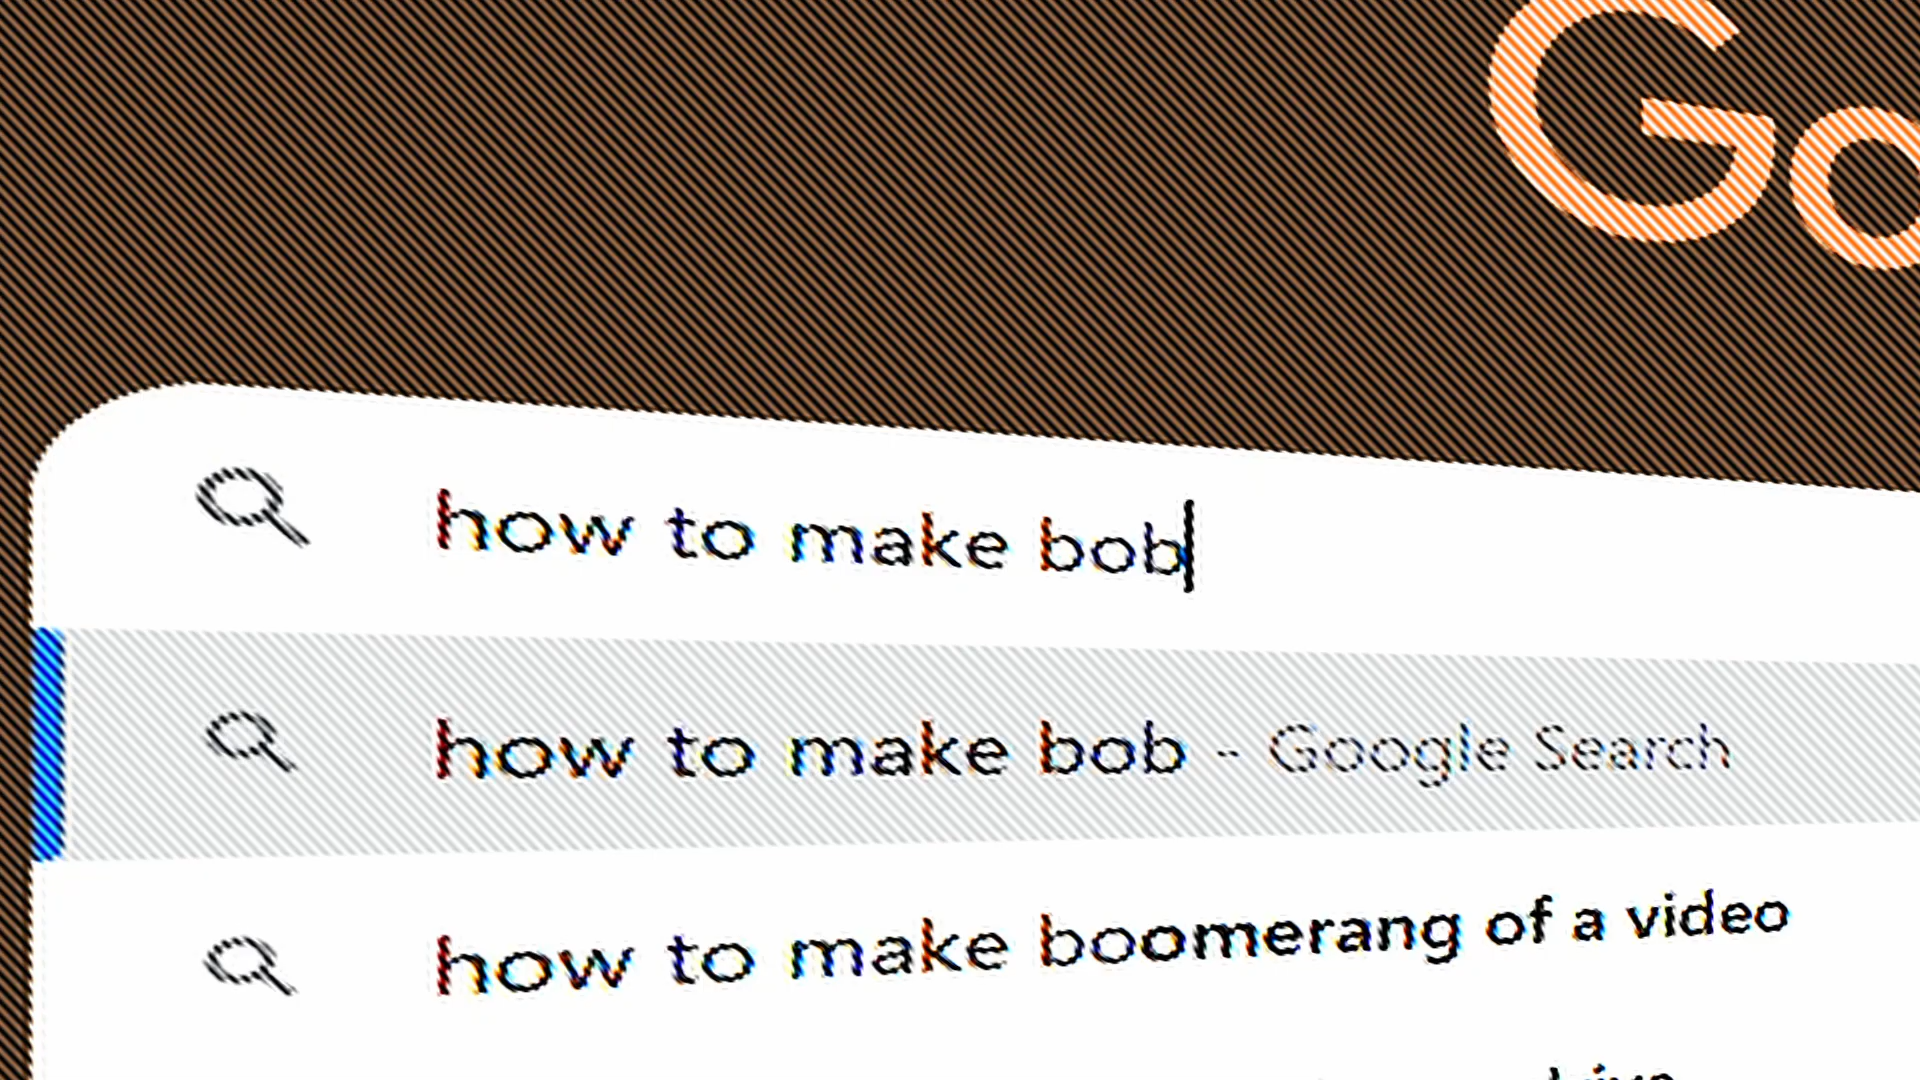 Go
how to make bob
how to make bob - Google Search
how to make boomerang of a video